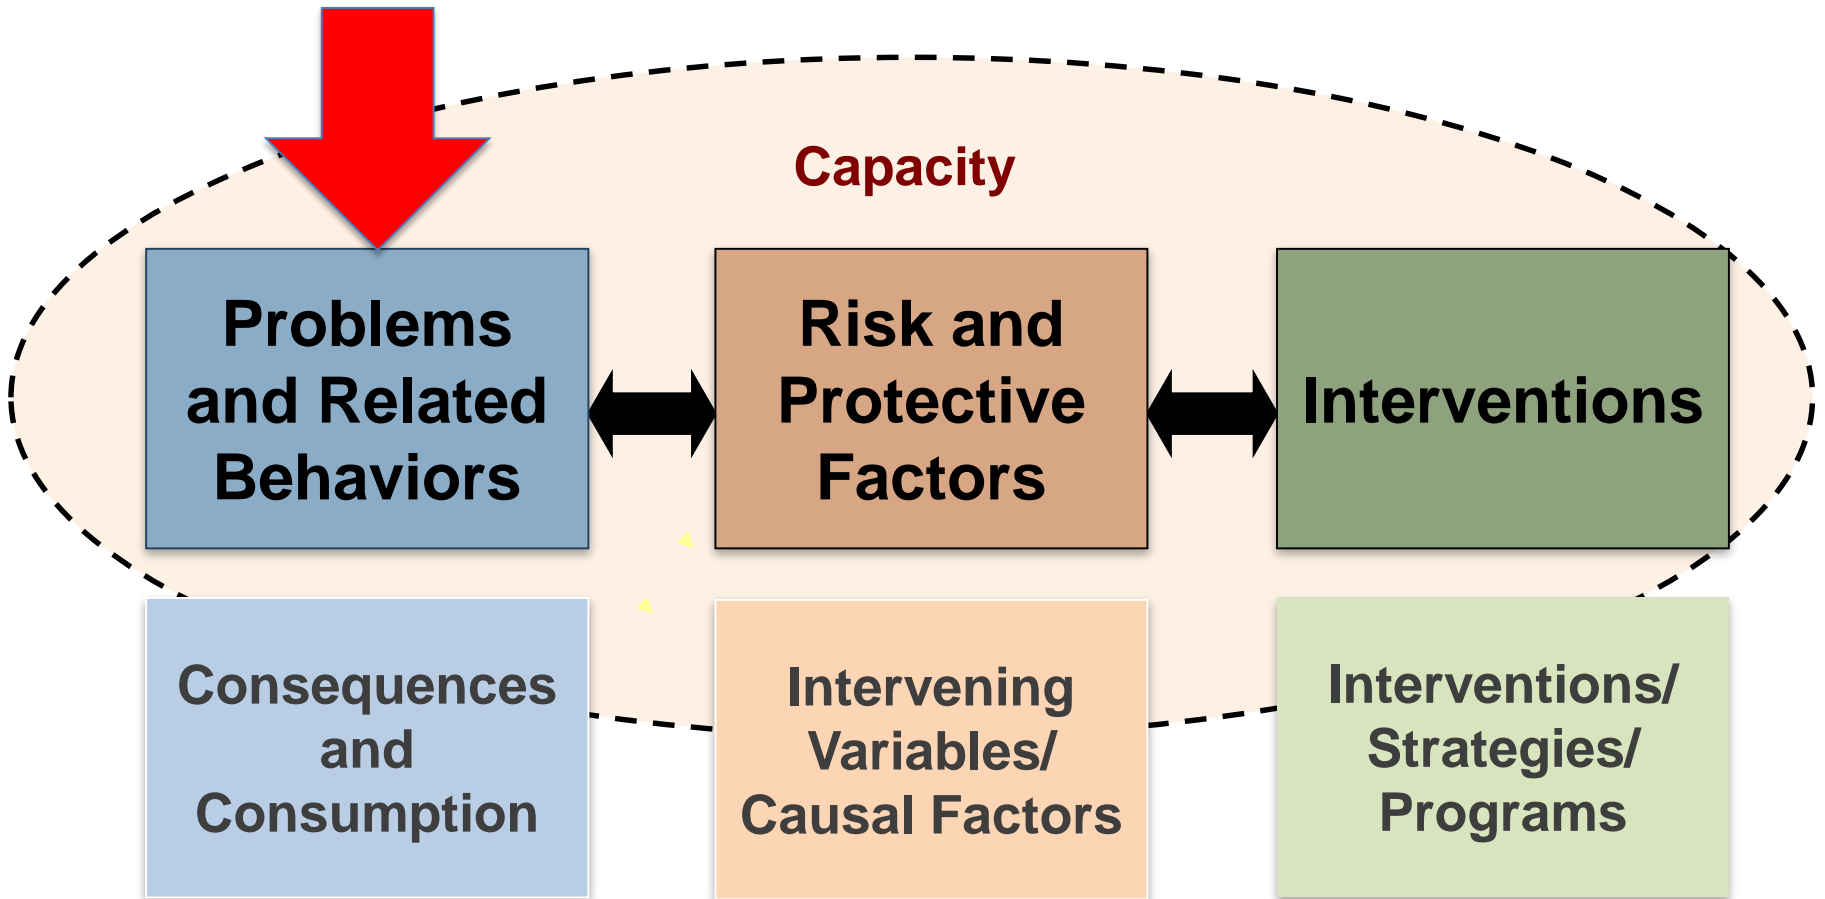 Capacity
Problems
and Related
Behaviors
Risk and
Protective
Factors
Interventions
Consequences
and
Consumption
Intervening
Variables/
Causal Factors
Interventions/
Strategies/
Programs